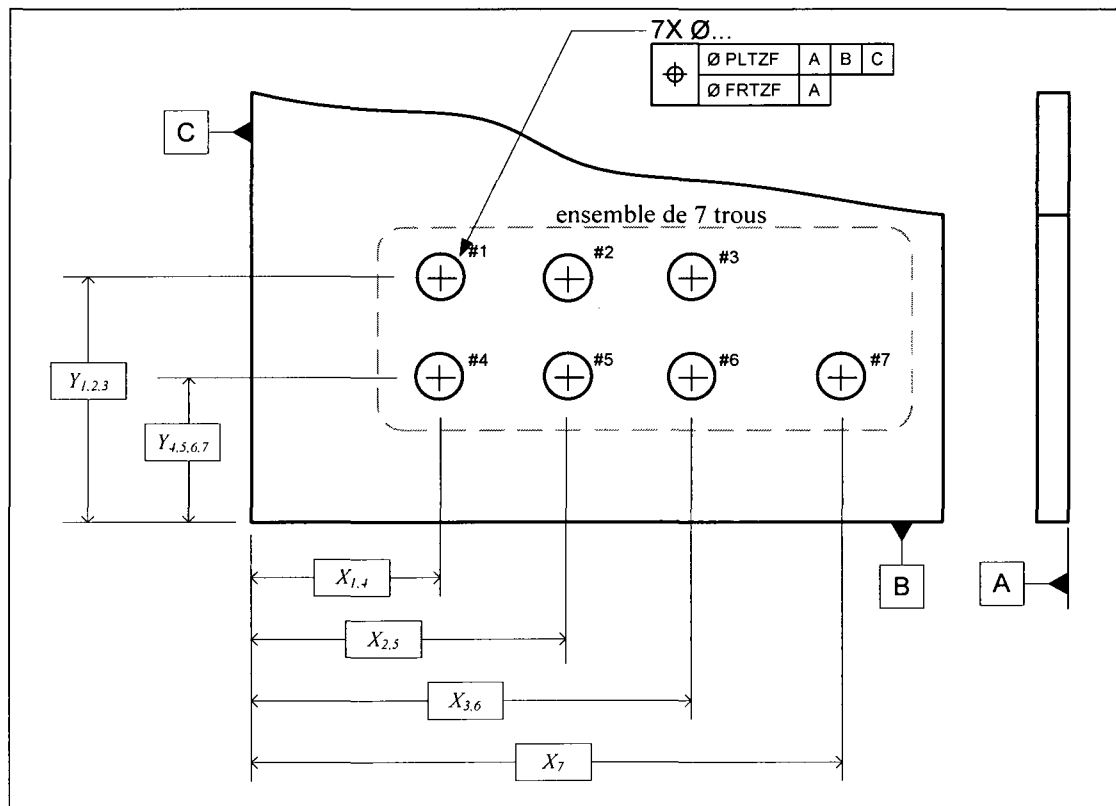 7X Ø...
Ø PLTZF A B C
Ø FRTZF A
C
ensemble de 7 trous
#1 #2 #3
#4 #5 #6 #7
Y1,2,3
Y4,5,6,7
B
A
X1,4
X2,5
X3,6
X7